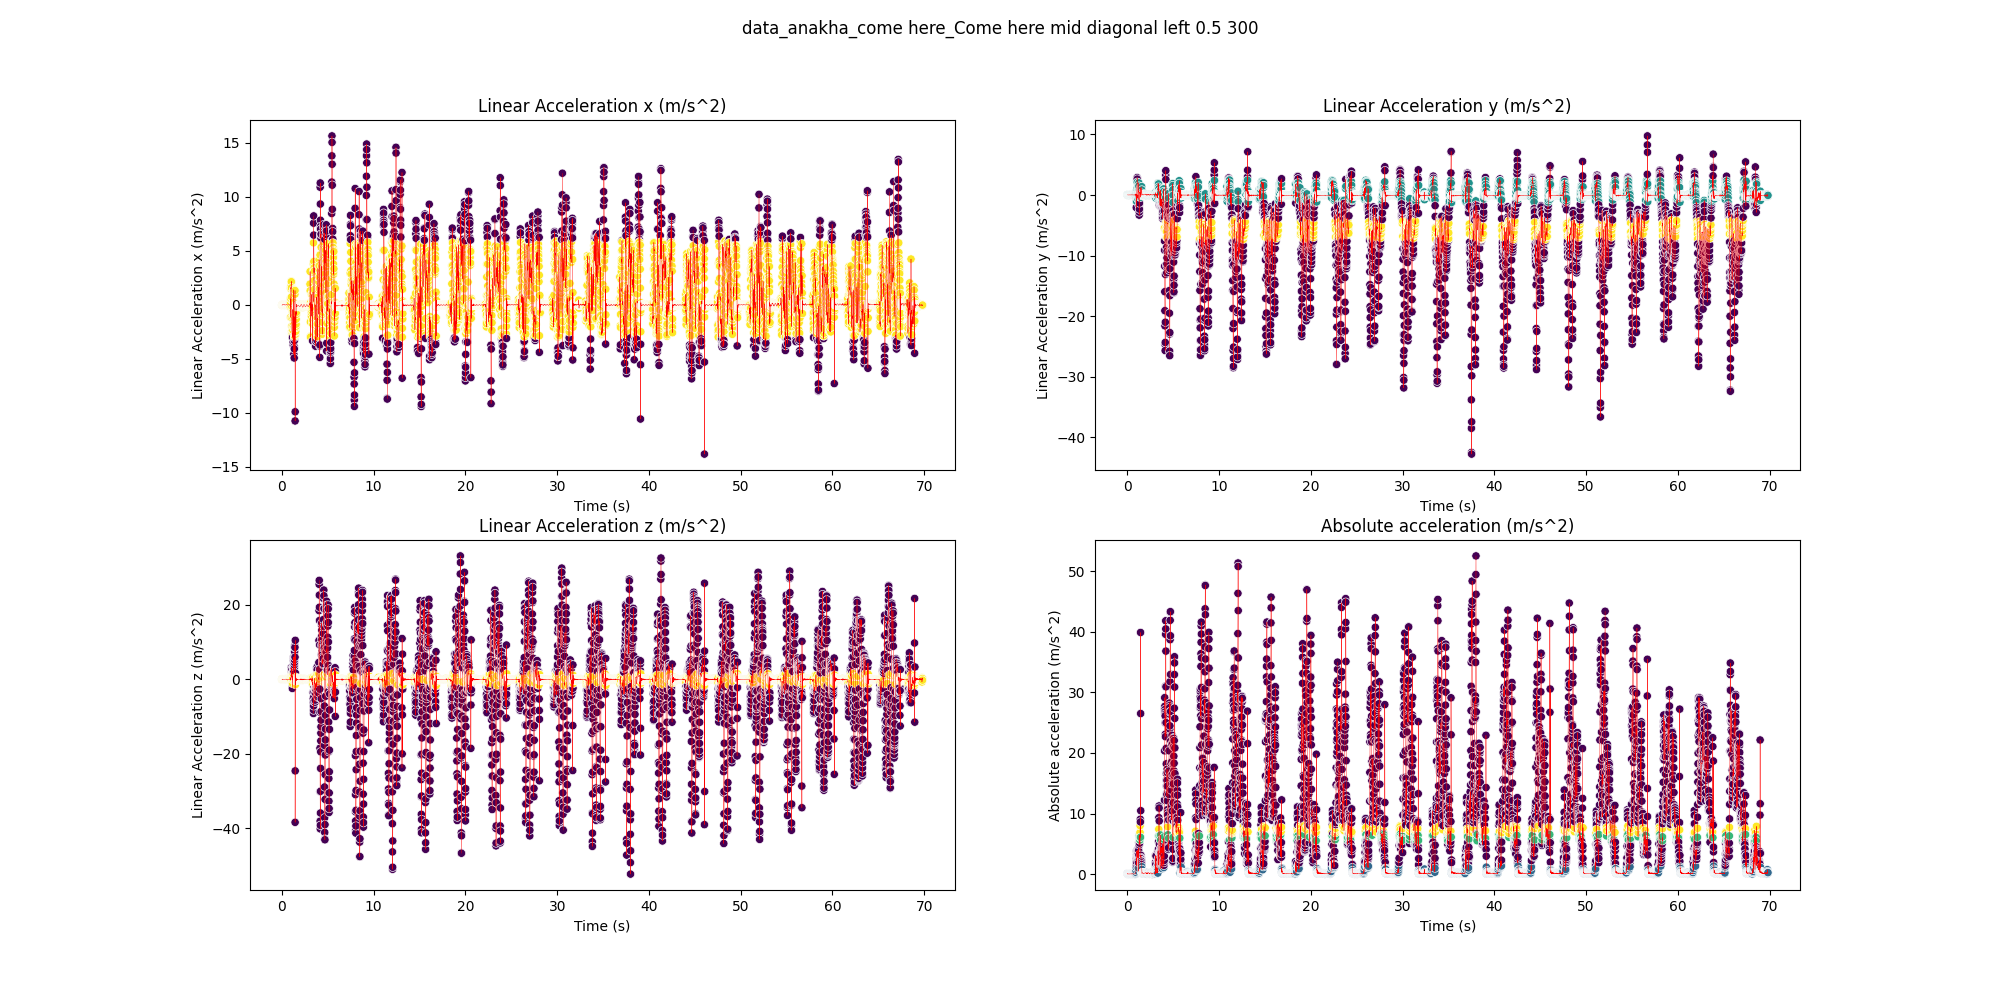 data_anakha_come here_Come here mid diagonal left 0.5 300
Linear Acceleration x (m/s^2)
Linear Acceleration x (m/s^2)
15
10
5
0
−5
−10
−15
0 10 20 30 40 50 60 70
Time (s)
Linear Acceleration y (m/s^2)
Linear Acceleration y (m/s^2)
10
0
−10
−20
−30
−40
0 10 20 30 40 50 60 70
Time (s)
Linear Acceleration z (m/s^2)
Linear Acceleration z (m/s^2)
20
0
−20
−40
0 10 20 30 40 50 60 70
Time (s)
Absolute acceleration (m/s^2)
Absolute acceleration (m/s^2)
50
40
30
20
10
0
0 10 20 30 40 50 60 70
Time (s)